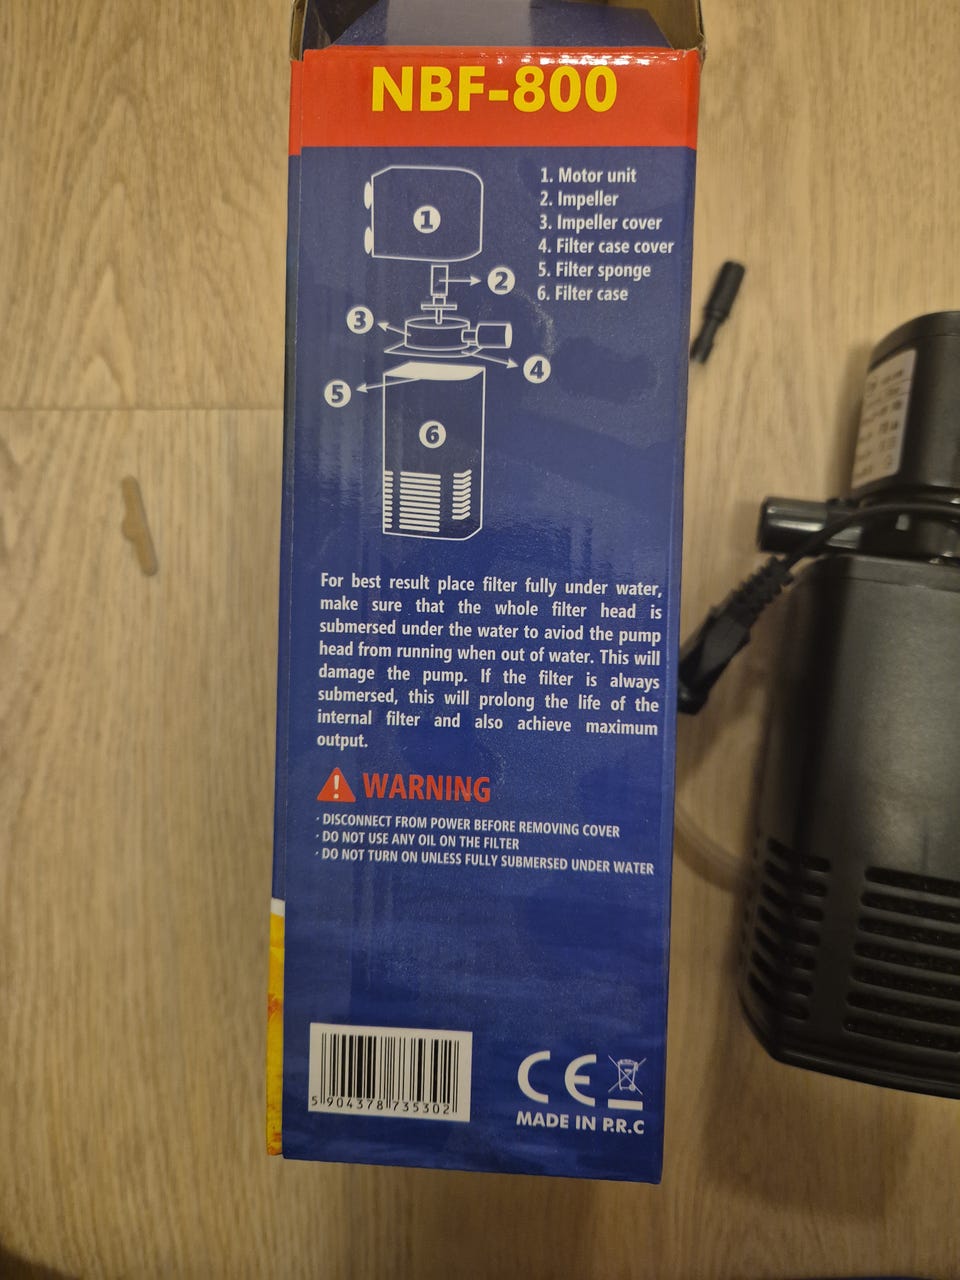 NBF-800
1
2
3
4
5
6
1. Motor unit
2. Impeller
3. Impeller cover
4. Filter case cover
5. Filter sponge
6. Filter case
For best result place filter fully under water,
make sure that the whole filter head is
submersed under the water to aviod the pump
head from running when out of water. This will
damage the pump. If the filter is always
submersed, this will prolong the life of the
internal filter and also achieve maximum
output.
WARNING
· DISCONNECT FROM POWER BEFORE REMOVING COVER
· DO NOT USE ANY OIL ON THE FILTER
· DO NOT TURN ON UNLESS FULLY SUBMERSED UNDER WATER
5 904378 735302
CE
MADE IN P.R.C